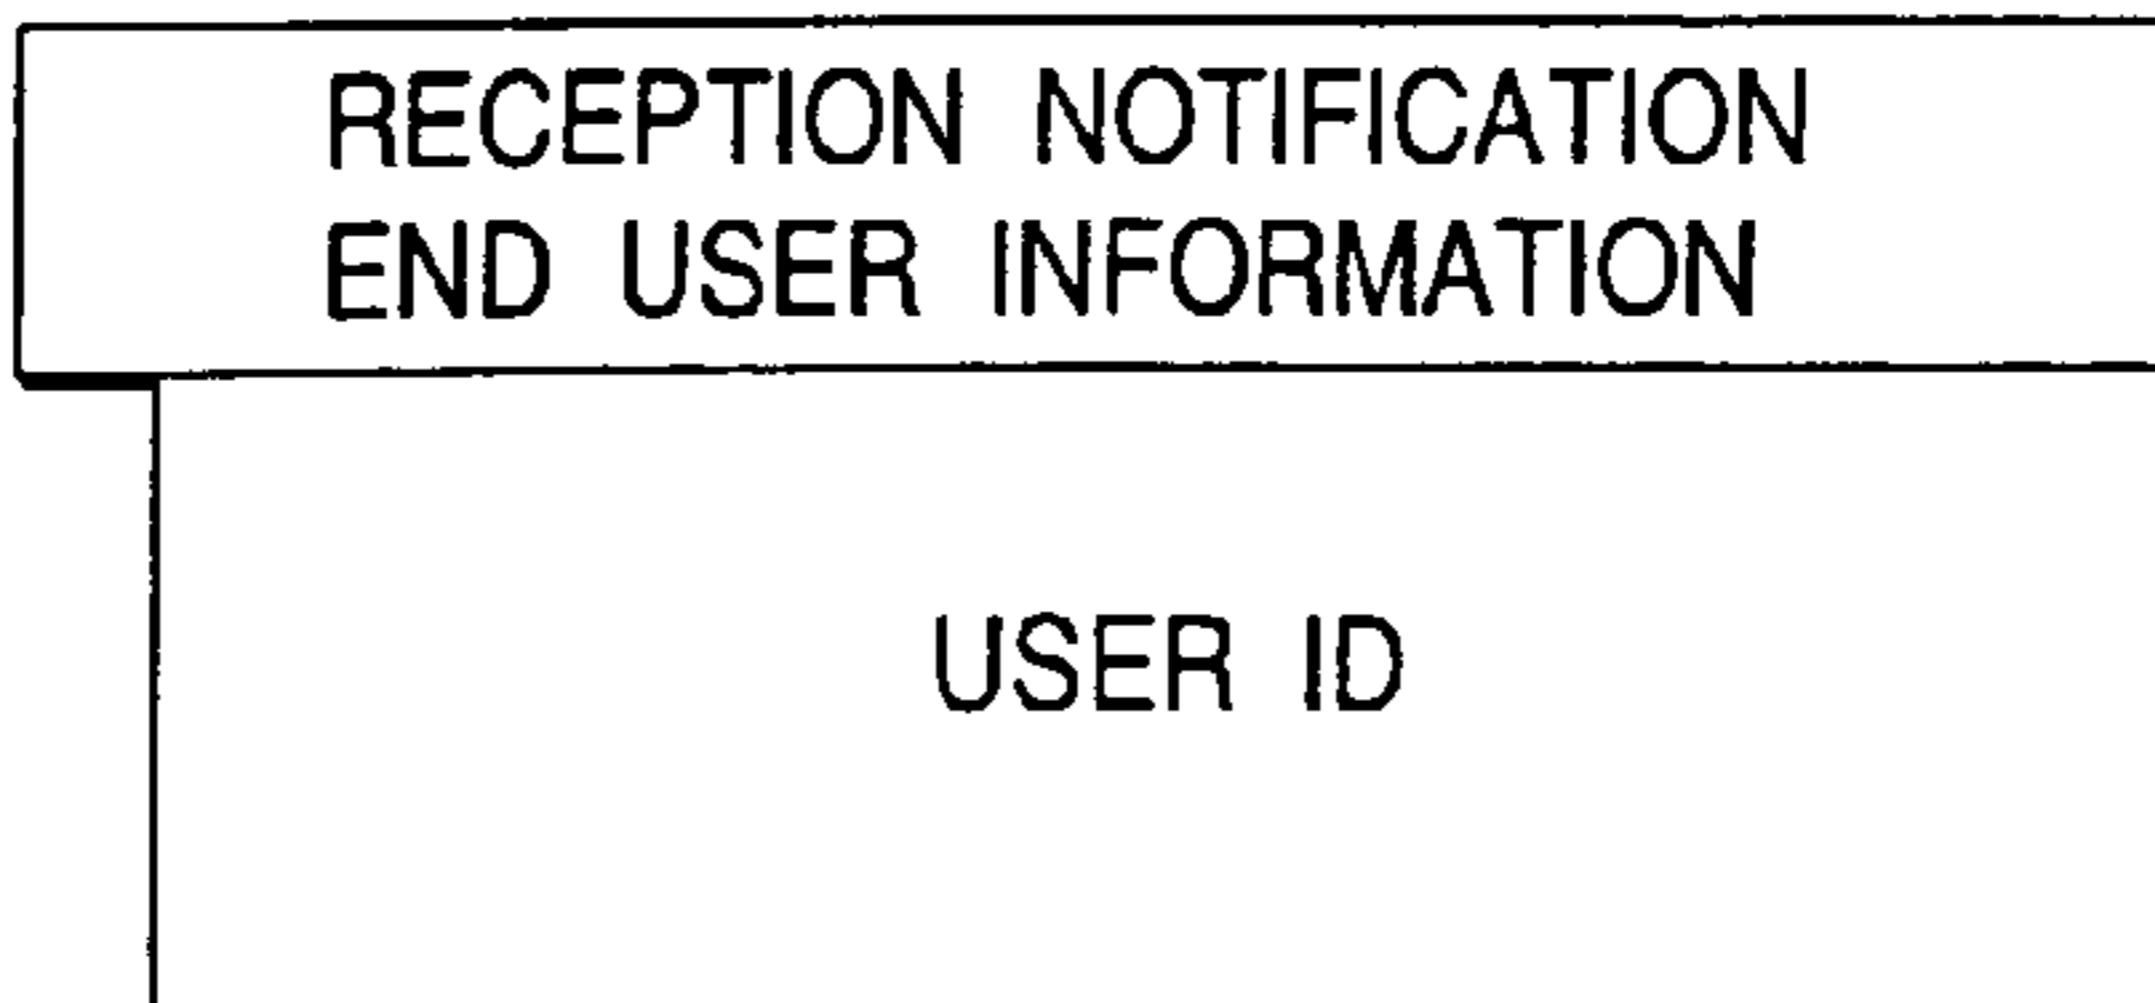 RECEPTION NOTIFICATION
END USER INFORMATION
USER ID